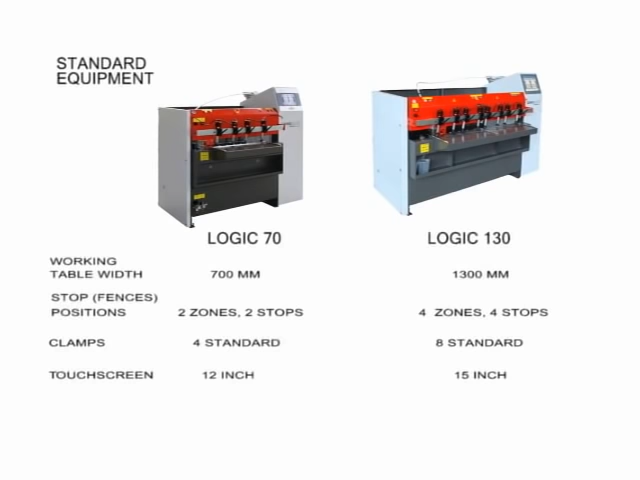 STANDARD
EQUIPMENT
LOGIC 70 LOGIC 130
WORKING
TABLE WIDTH 700 MM 1300 MM
STOP (FENCES)
POSITIONS 2 ZONES, 2 STOPS 4 ZONES, 4 STOPS
CLAMPS 4 STANDARD 8 STANDARD
TOUCHSCREEN 12 INCH 15 INCH